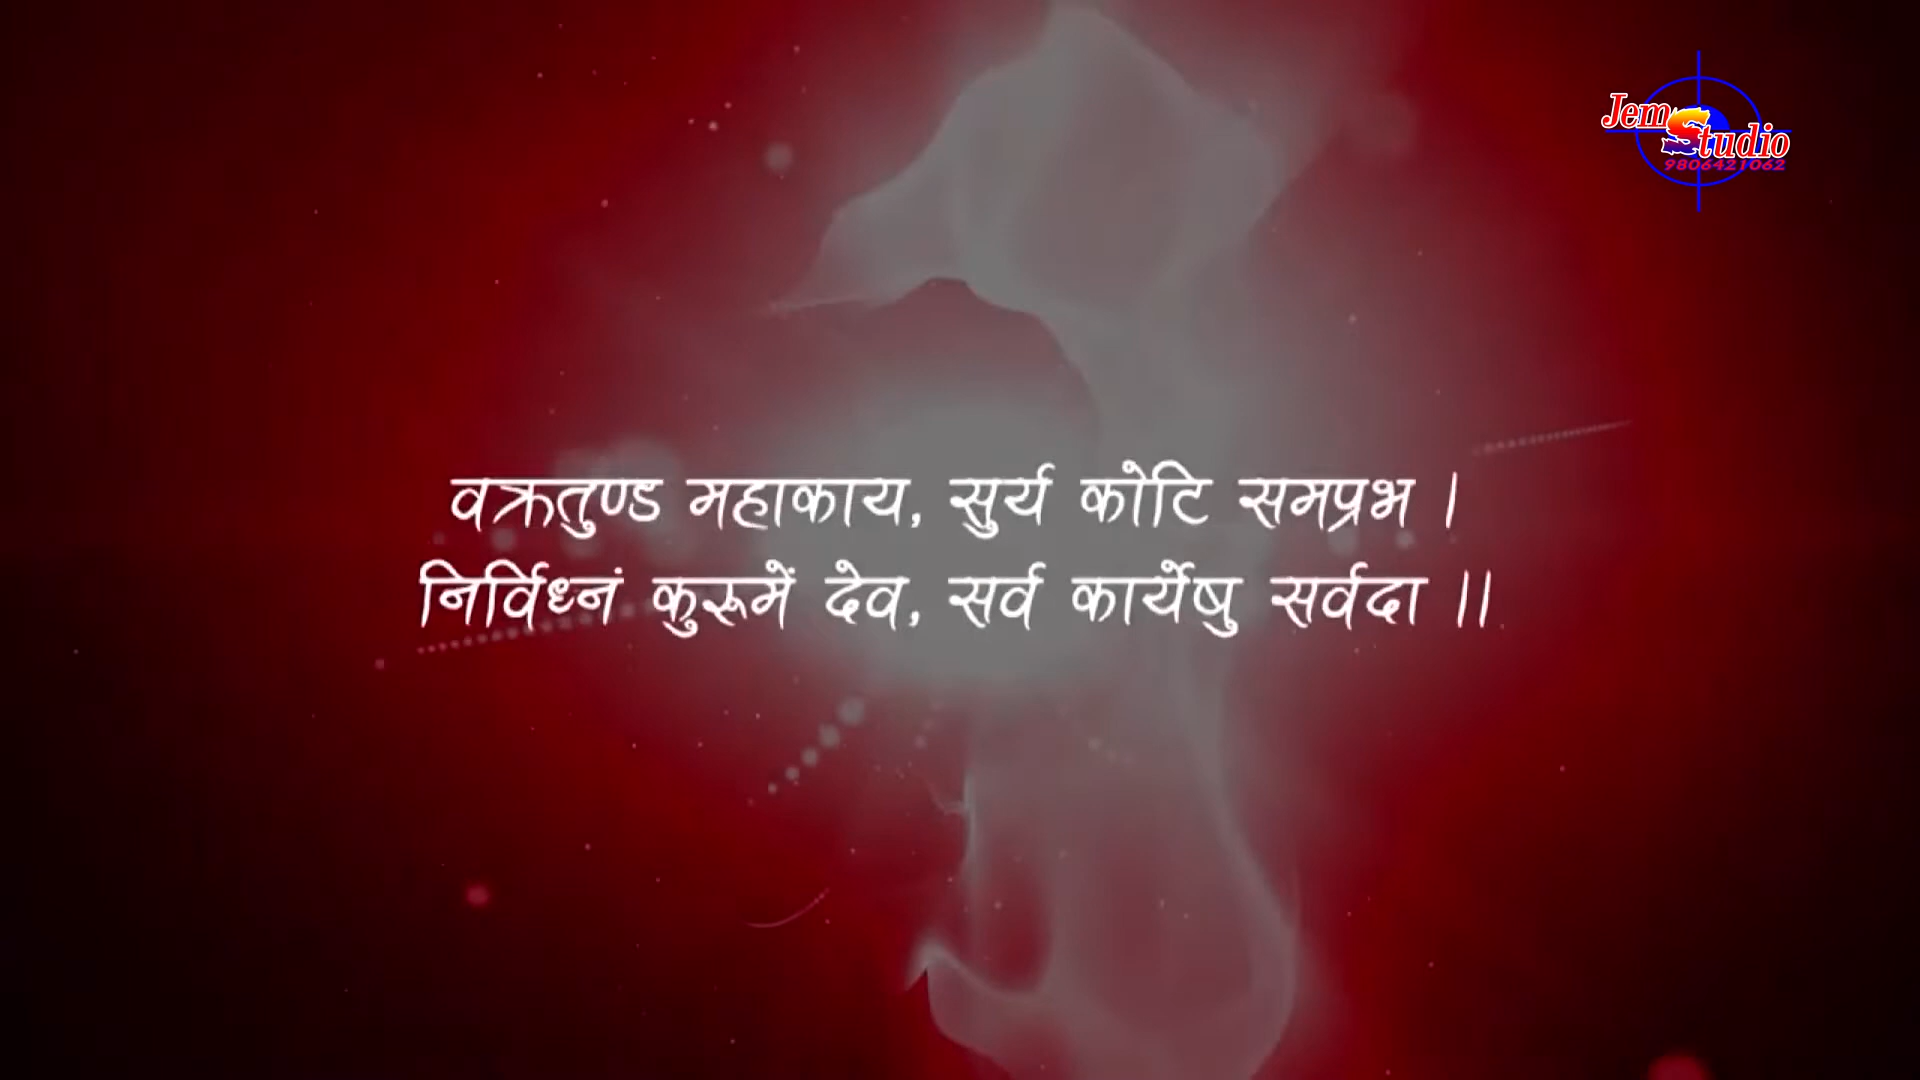 Jem Studio
9806421062
वक्रतुण्ड महाकाय, सुर्य कोटि समप्रभ ।
निर्विध्नं कुरूमें देव, सर्व कार्येषु सर्वदा ।।